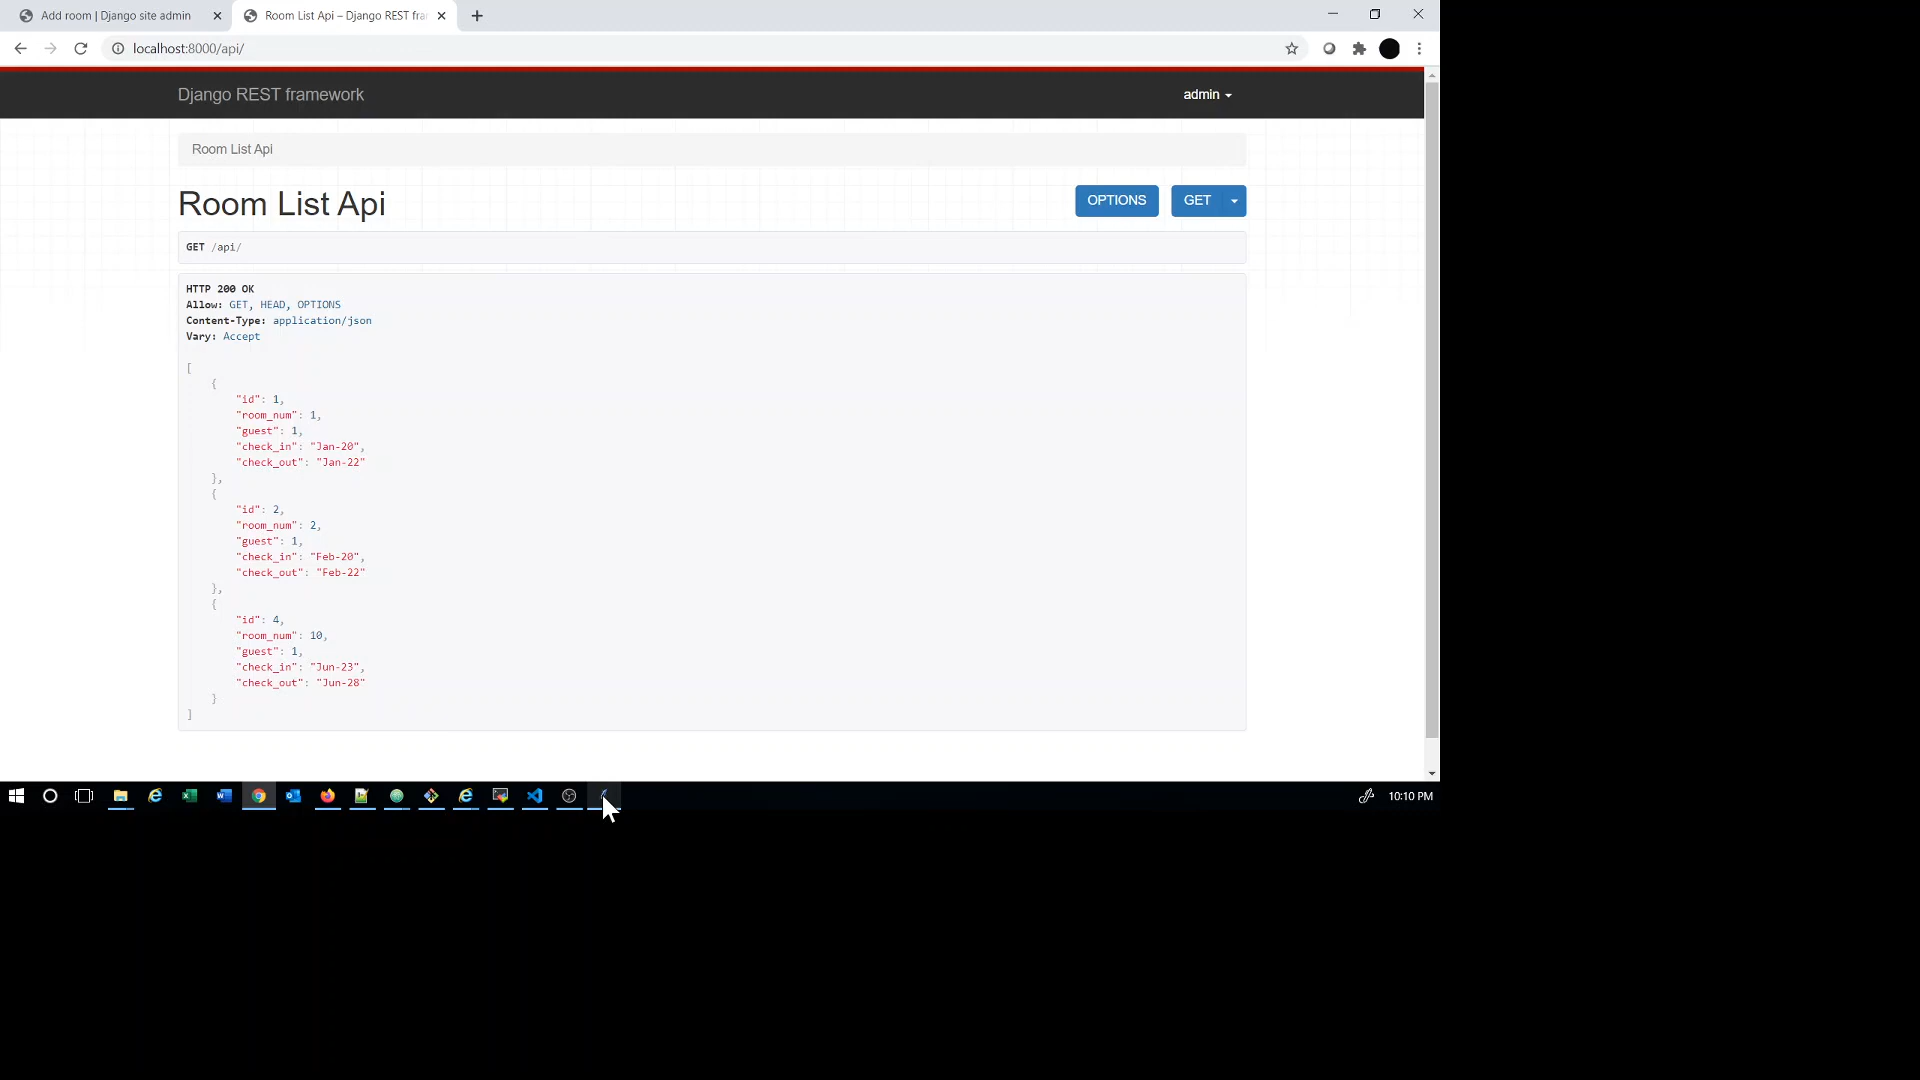 Add room | Django site admin
Room List Api – Django REST fra
localhost:8000/api/
Django REST framework
admin
Room List Api
Room List Api
OPTIONS
GET
GET /api/
HTTP 200 OK
Allow: GET, HEAD, OPTIONS
Content-Type: application/json
Vary: Accept
[
{
"id": 1,
"room_num": 1,
"guest": 1,
"check_in": "Jan-20",
"check_out": "Jan-22"
},
{
"id": 2,
"room_num": 2,
"guest": 1,
"check_in": "Feb-20",
"check_out": "Feb-22"
},
{
"id": 4,
"room_num": 10,
"guest": 1,
"check_in": "Jun-23",
"check_out": "Jun-28"
}
]
10:10 PM